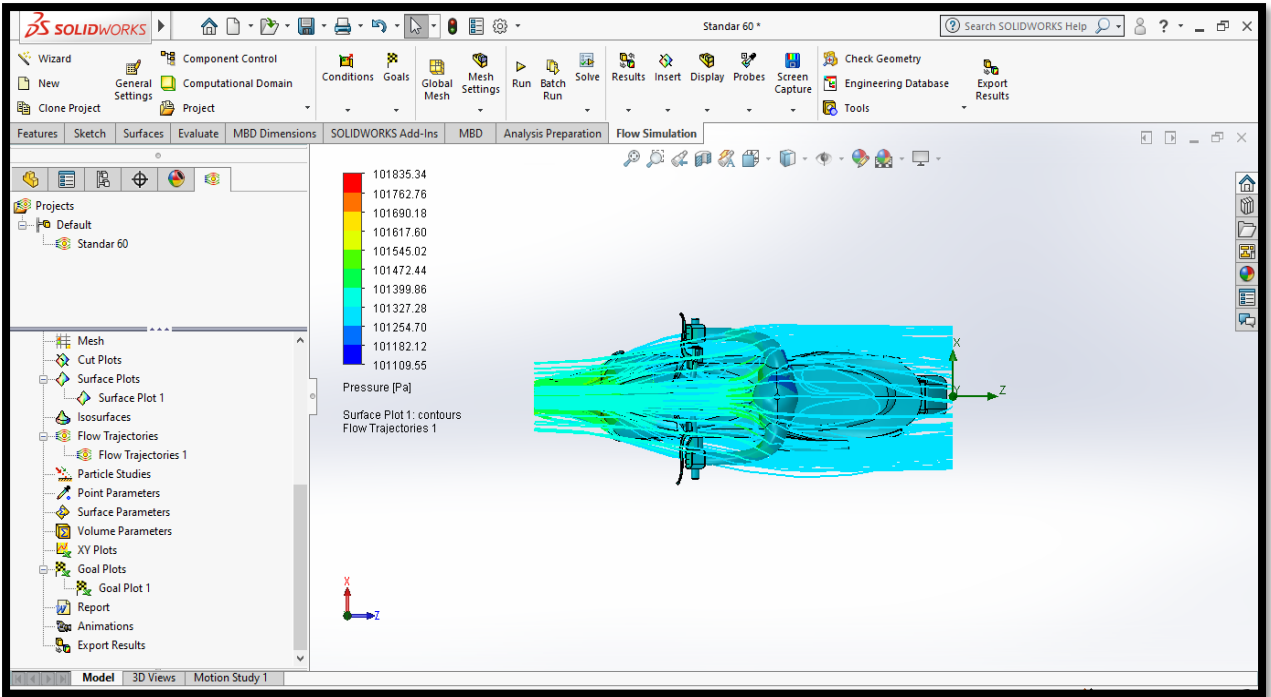 SOLIDWORKS
Standar 60 *
Search SOLIDWORKS Help
?
Wizard
New
Clone Project
General Settings
Component Control
Computational Domain
Project
Conditions
Goals
Global Mesh
Mesh Settings
Run
Batch Run
Solve
Results
Insert
Display
Probes
Screen Capture
Check Geometry
Engineering Database
Tools
Export Results
Features Sketch Surfaces Evaluate MBD Dimensions SOLIDWORKS Add-Ins MBD Analysis Preparation Flow Simulation
Projects
Default
Standar 60
Mesh
Cut Plots
Surface Plots
Surface Plot 1
Isosurfaces
Flow Trajectories
Flow Trajectories 1
Particle Studies
Point Parameters
Surface Parameters
Volume Parameters
XY Plots
Goal Plots
Goal Plot 1
Report
Animations
Export Results
101835.34
101762.76
101690.18
101617.60
101545.02
101472.44
101399.86
101327.28
101254.70
101182.12
101109.55
Pressure [Pa]
Surface Plot 1: contours
Flow Trajectories 1
X
Y
Z
X
Z
Model 3D Views Motion Study 1